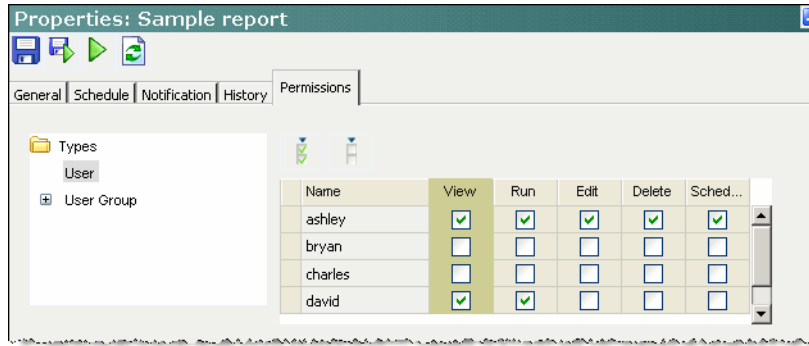 Properties: Sample report
General Schedule Notification History Permissions
Types
User
User Group
Name View Run Edit Delete Sched...
ashley
bryan
charles
david